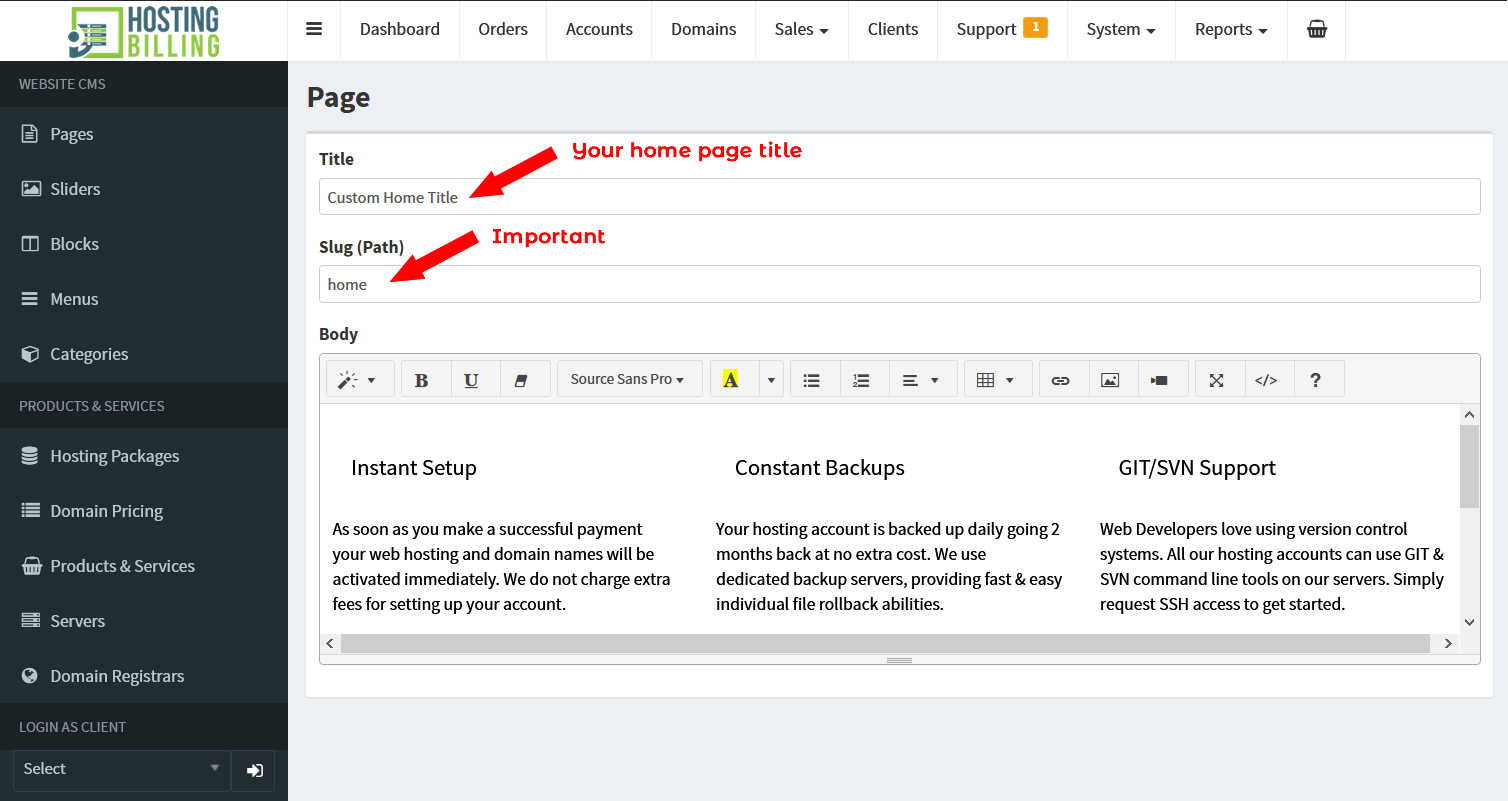 HOSTING
BILLING
Dashboard
Orders
Accounts
Domains
Sales
Clients
Support 1
System
Reports
WEBSITE CMS
Pages
Sliders
Blocks
Menus
Categories
PRODUCTS & SERVICES
Hosting Packages
Domain Pricing
Products & Services
Servers
Domain Registrars
LOGIN AS CLIENT
Select
Page
Title
Your home page title
Custom Home Title
Slug (Path)
Important
home
Body
B
U
Source Sans Pro
A
</>
?
Instant Setup
As soon as you make a successful payment
your web hosting and domain names will be
activated immediately. We do not charge extra
fees for setting up your account.
Constant Backups
Your hosting account is backed up daily going 2
months back at no extra cost. We use
dedicated backup servers, providing fast & easy
individual file rollback abilities.
GIT/SVN Support
Web Developers love using version control
systems. All our hosting accounts can use GIT &
SVN command line tools on our servers. Simply
request SSH access to get started.